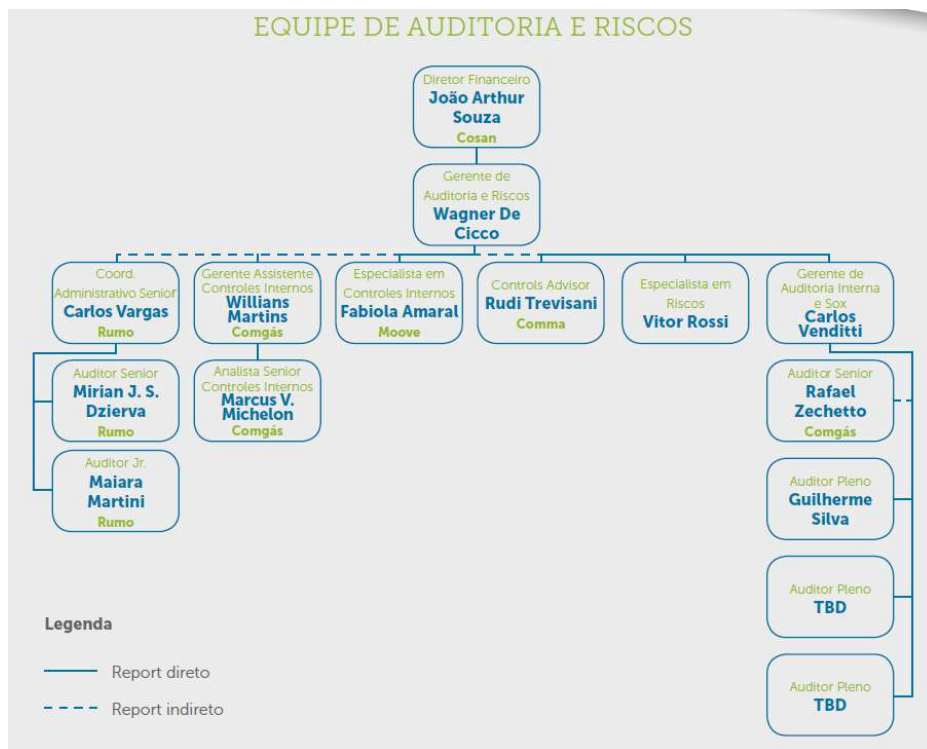 EQUIPE DE AUDITORIA E RISCOS
Diretor Financeiro
João Arthur
Souza
Cosan
Gerente de
Auditoria e Riscos
Wagner De
Cicco
Coord.
Administrativo Senior
Carlos Vargas
Rumo
Gerente Assistente
Controles Internos
Willians
Martins
Comgás
Especialista em
Controles Internos
Fabiola Amaral
Moove
Controls Advisor
Rudi Trevisani
Comma
Especialista em
Riscos
Vitor Rossi
Gerente de
Auditoria Interna
e Sox
Carlos
Venditti
Auditor Senior
Mirian J. S.
Dzierva
Rumo
Analista Senior
Controles Internos
Marcus V.
Michelon
Comgás
Auditor Senior
Rafael
Zechetto
Comgás
Auditor Jr.
Maiara
Martini
Rumo
Auditor Pleno
Guilherme
Silva
Auditor Pleno
TBD
Auditor Pleno
TBD
Legenda
Report direto
Report indireto